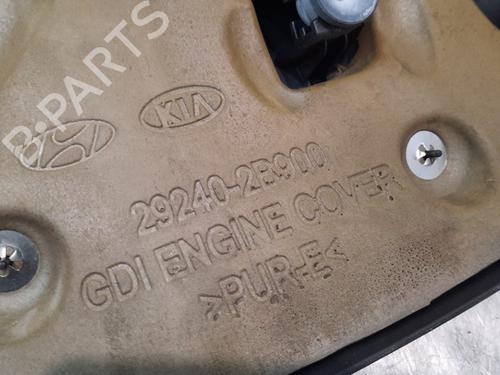 B-PARTS
KIA
29240-2B900
GDI ENGINE COVER
>PUR-E<